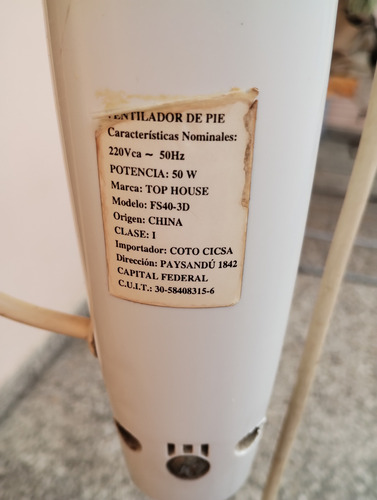 VENTILADOR DE PIE
Características Nominales:
220Vca ~ 50Hz
POTENCIA: 50 W
Marca: TOP HOUSE
Modelo: FS40-3D
Origen: CHINA
CLASE: I
Importador: COTO CICSA
Dirección: PAYSANDÚ 1842
CAPITAL FEDERAL
C.U.I.T.: 30-58408315-6